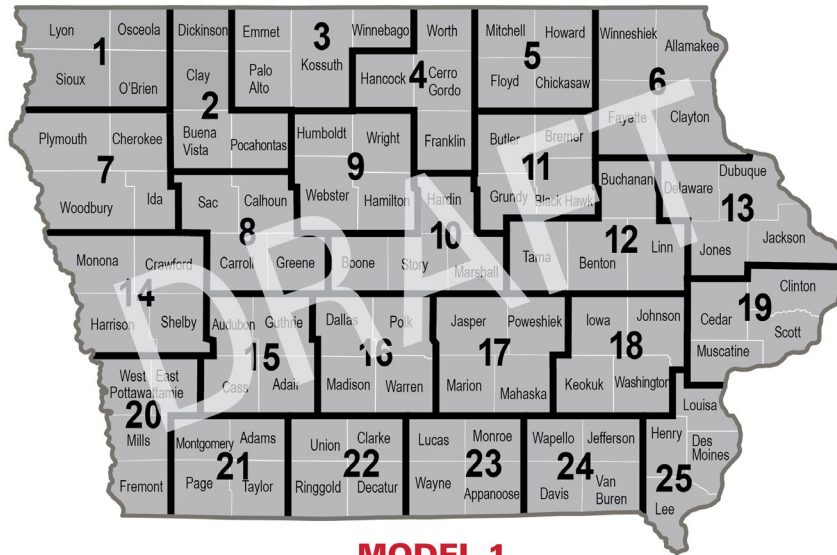 Lyon Osceola
1
Sioux O'Brien
Dickinson
Clay
2
Buena Vista Pocahontas
Emmet Winnebago
3
Palo Alto Kossuth
Worth
4
Hancock Cerro Gordo
Franklin
Mitchell Howard
5
Floyd Chickasaw
Winneshiek Allamakee
6
Fayette Clayton
Plymouth Cherokee
7
Woodbury Ida
Sac Calhoun
8
Carroll Greene
Humboldt Wright
9
Webster Hamilton
Hardin
10
Boone Story Marshall
Butler Bremer
11
Grundy Black Hawk
Buchanan
12
Tama Benton Linn
Dubuque
Delaware
13
Jones Jackson
Monona Crawford
14
Harrison Shelby
Audubon Guthrie
15
Cass Adair
Dallas Polk
16
Madison Warren
Jasper Poweshiek
17
Marion Mahaska
Iowa Johnson
18
Keokuk Washington
Clinton
19
Cedar Scott
Muscatine
West East
Pottawattamie
20
Mills
Fremont
Montgomery Adams
21
Page Taylor
Union Clarke
22
Ringgold Decatur
Lucas Monroe
23
Wayne Appanoose
Wapello Jefferson
24
Davis Van Buren
Louisa
Henry Des Moines
25
Lee
DRAFT
MODEL 1